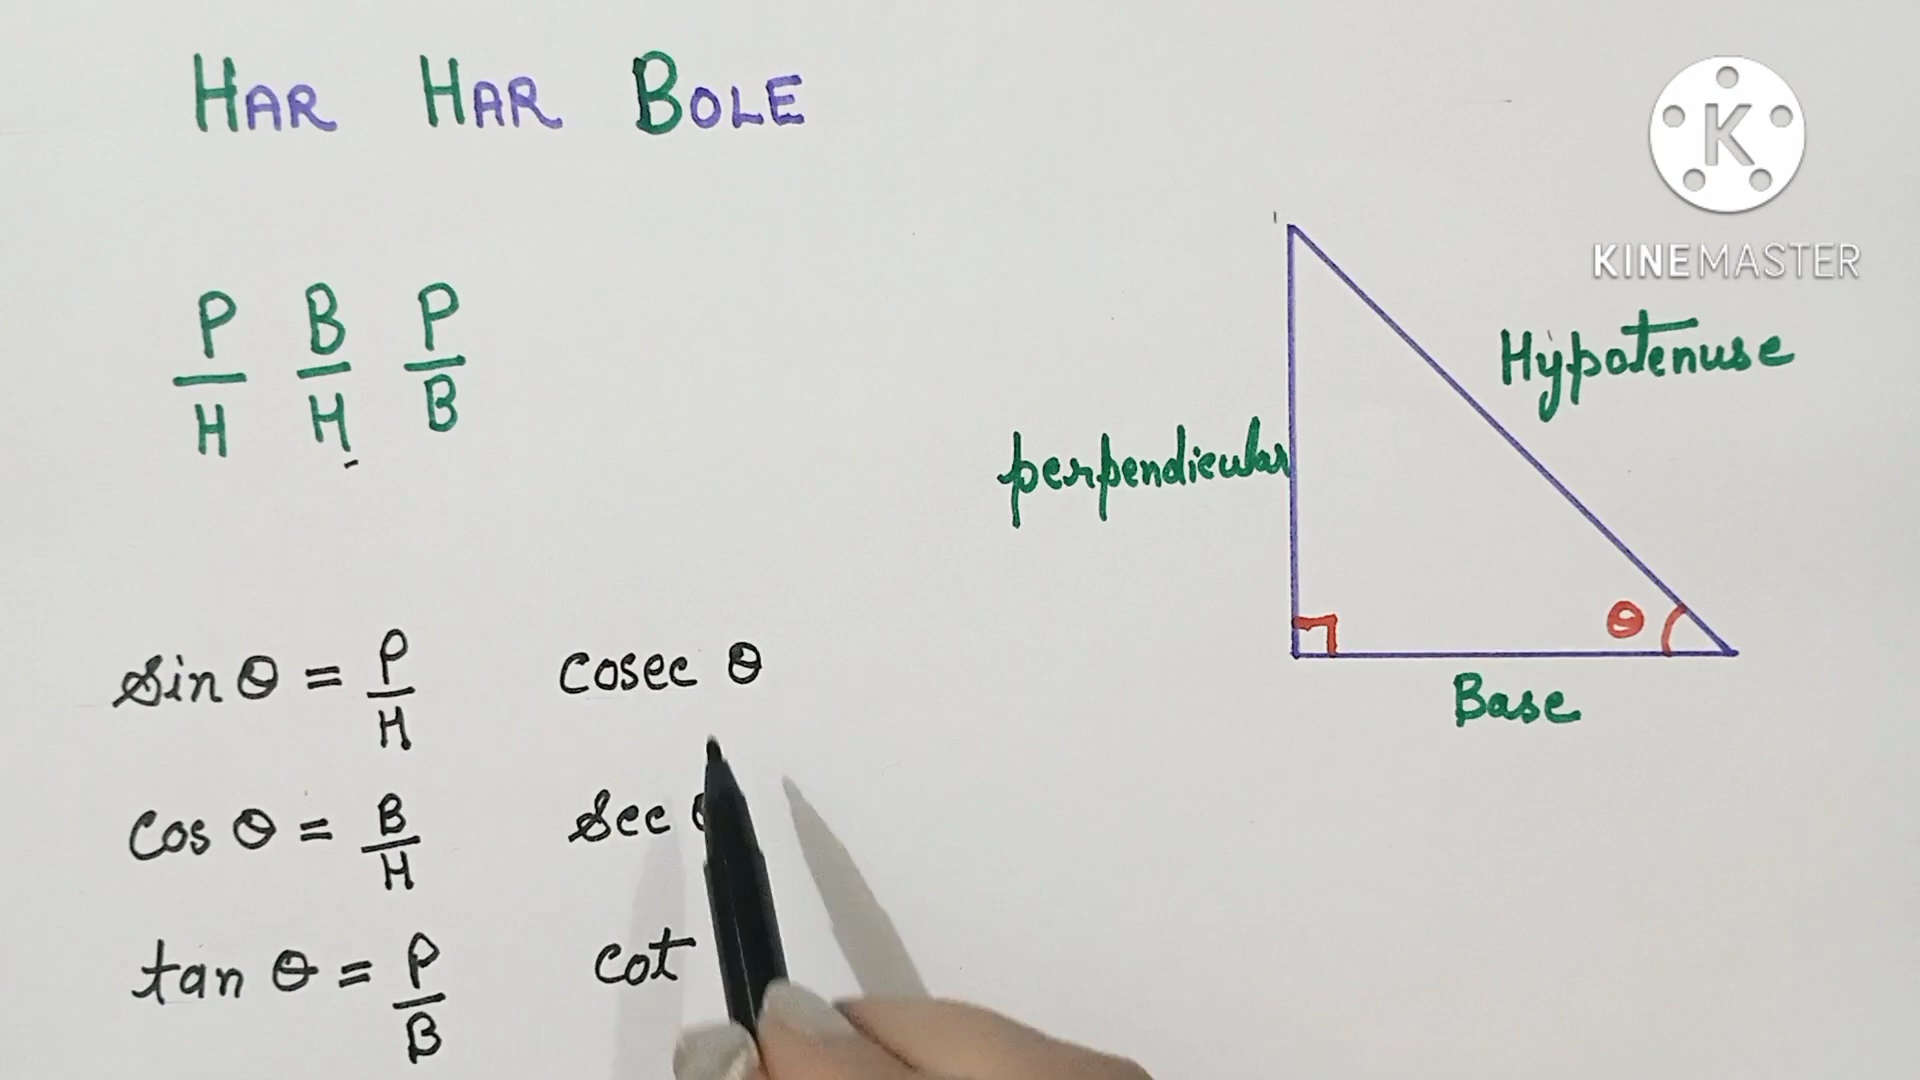 HAR HAR BOLE
K
KINEMASTER
P B P
H H B
Hypotenuse
perpendicular
θ
Base
sin θ = P/H cosec θ
cos θ = B/H sec
tan θ = P/B cot